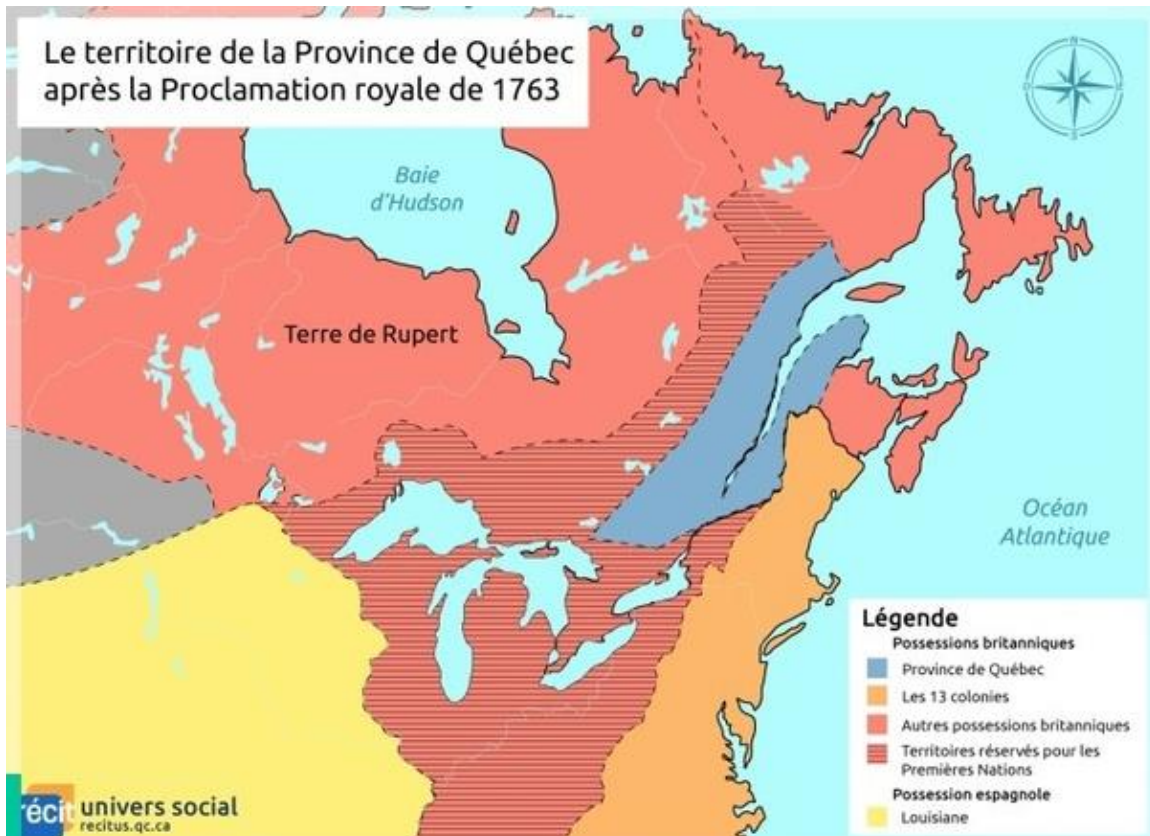 Le territoire de la Province de Québec
après la Proclamation royale de 1763
N
O
E
S
Baie
d'Hudson
Terre de Rupert
Océan
Atlantique
Légende
Possessions britanniques
Province de Québec
Les 13 colonies
Autres possessions britanniques
Territoires réservés pour les
Premières Nations
Possession espagnole
Louisiane
récit univers social
recitus.qc.ca